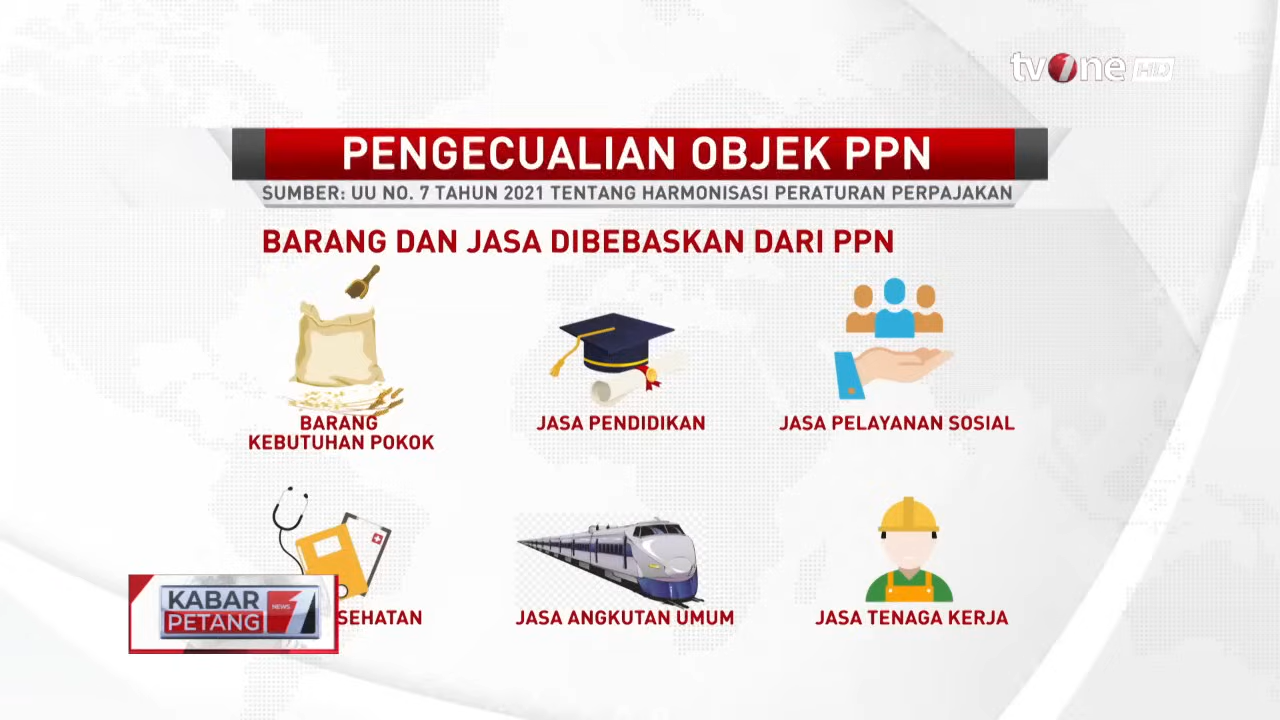 tvOne HD
PENGECUALIAN OBJEK PPN
SUMBER: UU NO. 7 TAHUN 2021 TENTANG HARMONISASI PERATURAN PERPAJAKAN
BARANG DAN JASA DIBEBASKAN DARI PPN
BARANG
KEBUTUHAN POKOK
JASA PENDIDIKAN
JASA PELAYANAN SOSIAL
SEHATAN
JASA ANGKUTAN UMUM
JASA TENAGA KERJA
KABAR
PETANG
NEWS 1